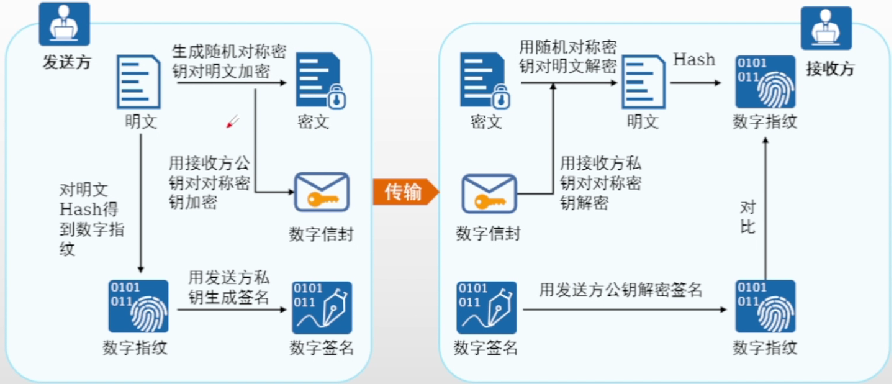 发送方
明文
生成随机对称密
钥对明文加密
密文
用接收方公
钥对对称密
钥加密
数字信封
对明文
Hash得
到数字指
纹
0101
011
数字指纹
用发送方私
钥生成签名
0101
011
数字签名
传输
接收方
密文
用随机对称密
钥对明文解密
明文
Hash
0101
011
数字指纹
用接收方私
钥对对称密
钥解密
数字信封
对
比
0101
011
数字签名
用发送方公钥解密签名
0101
011
数字指纹